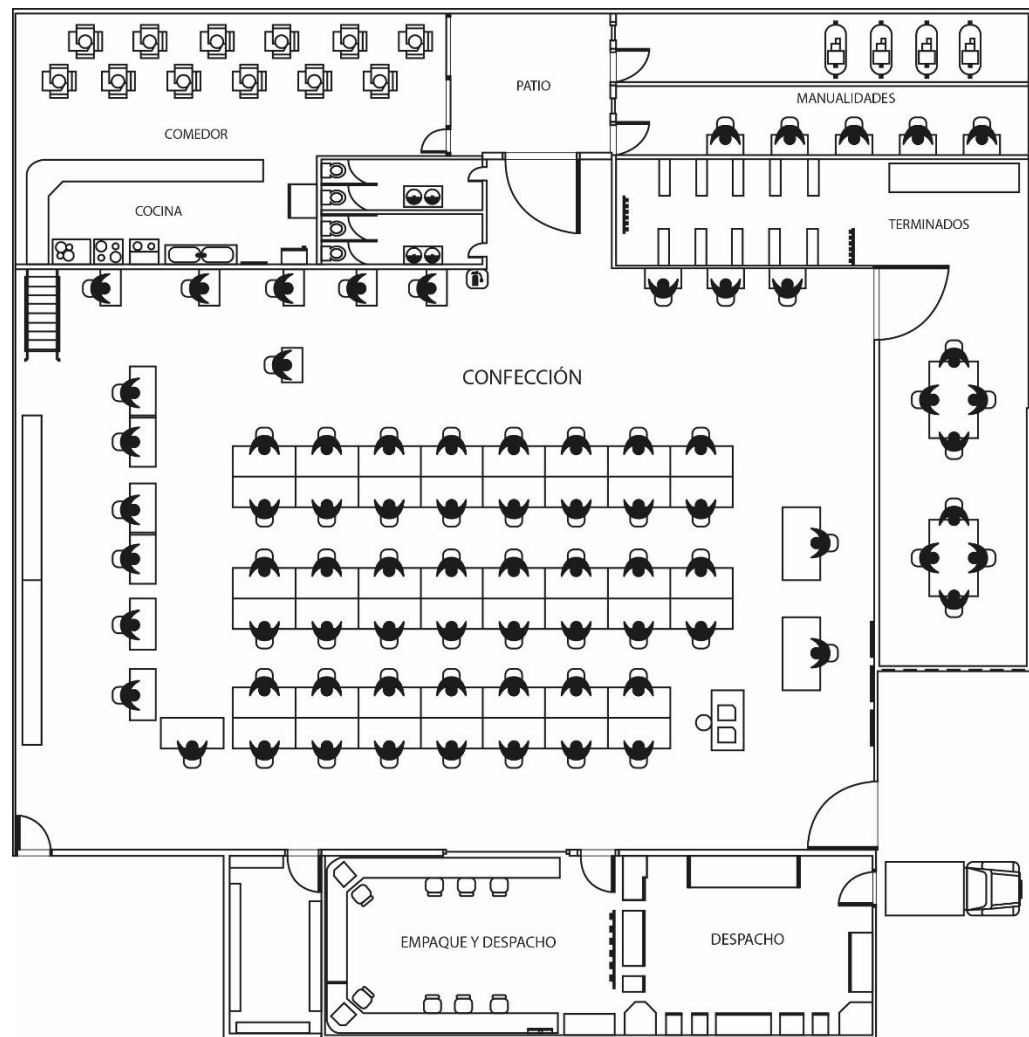 PATIO
MANUALIDADES
COMEDOR
COCINA
TERMINADOS
CONFECCIÓN
EMPAQUE Y DESPACHO
DESPACHO